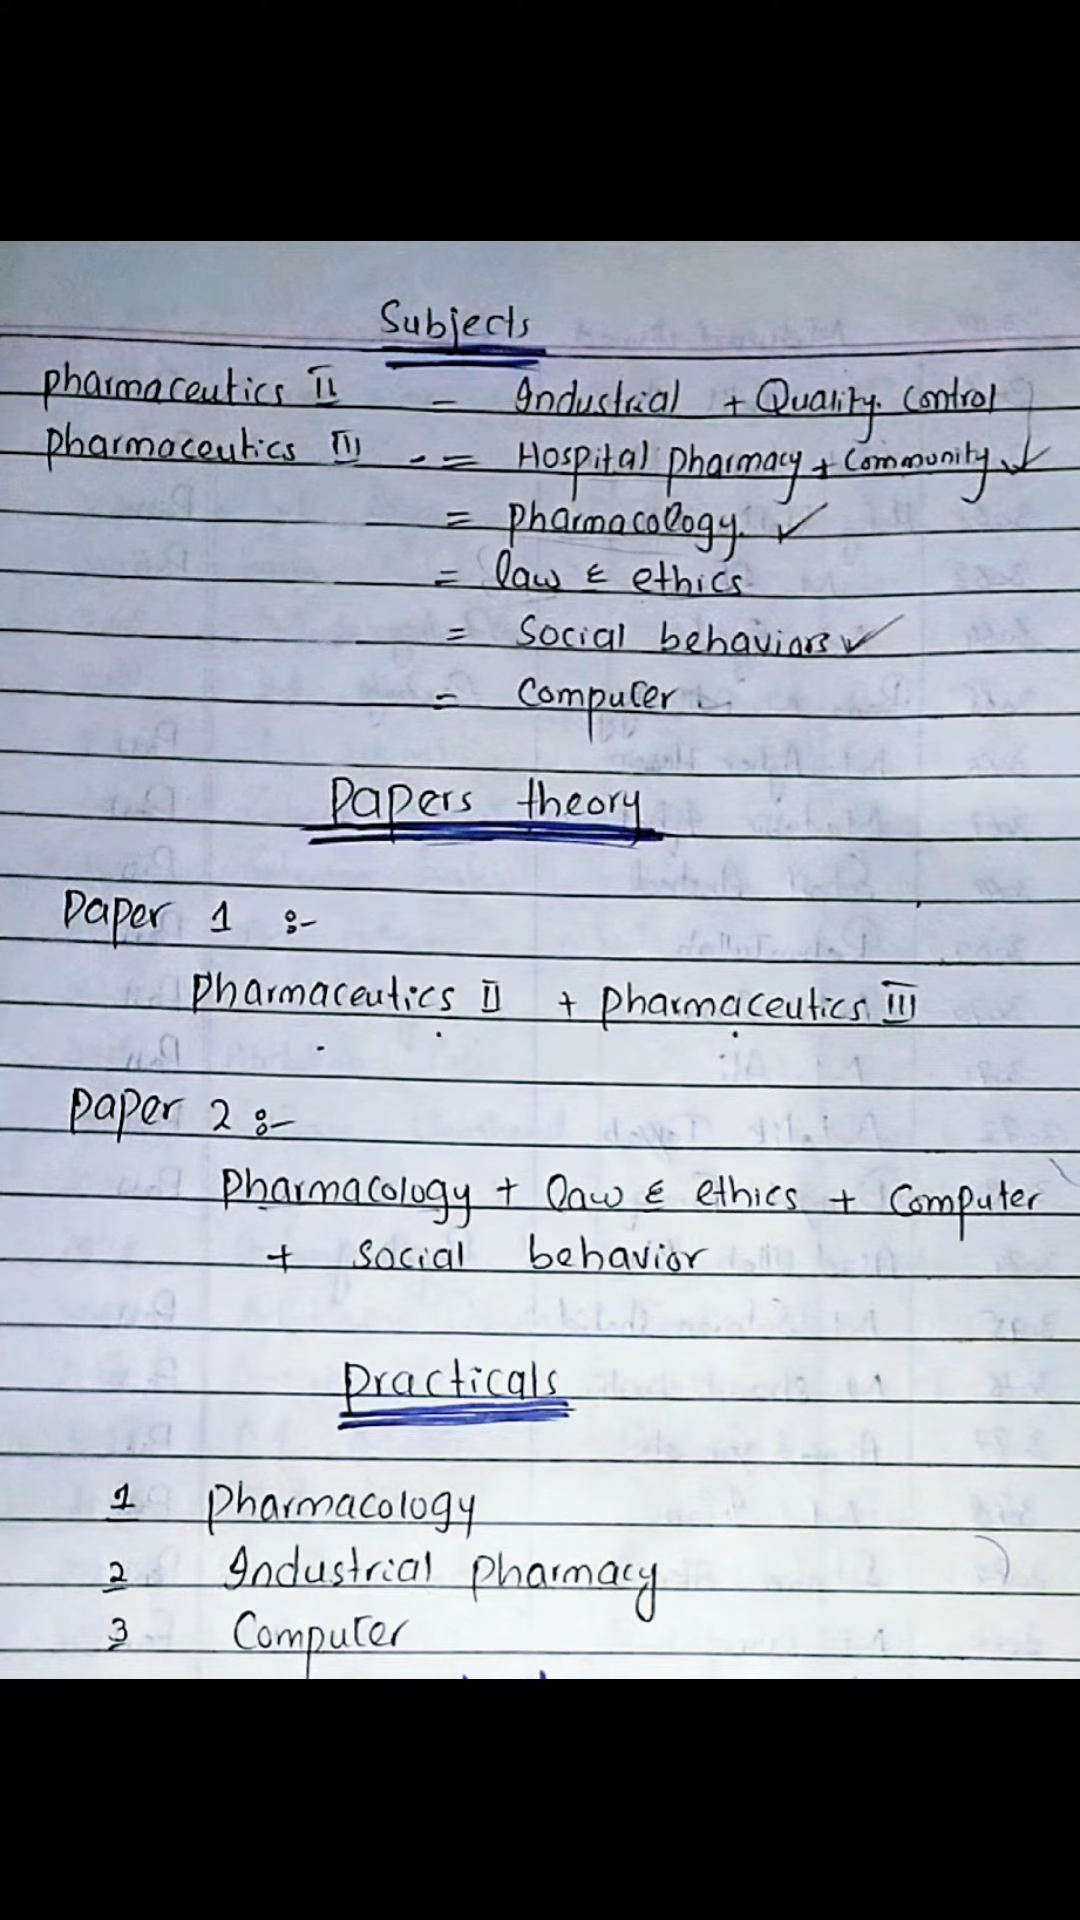 Subjects
pharmaceutics II - Industrial + Quality. Control
pharmaceutics III - = Hospital pharmacy + Community ✓
= pharmacology. ✓
= law & ethics
= Social behaviors ✓
= Computer
Papers theory
Paper 1 :-
Pharmaceutics II + Pharmaceutics III
Paper 2 :-
Pharmacology + law & ethics + Computer
+ social behavior
Practicals
1 Pharmacology
2 Industrial pharmacy
3 Computer